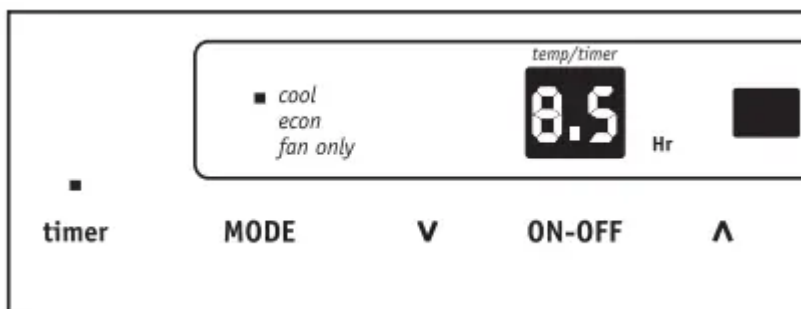 temp/timer
cool
econ
fan only
8.5
Hr
timer
MODE
V
ON-OFF
Λ